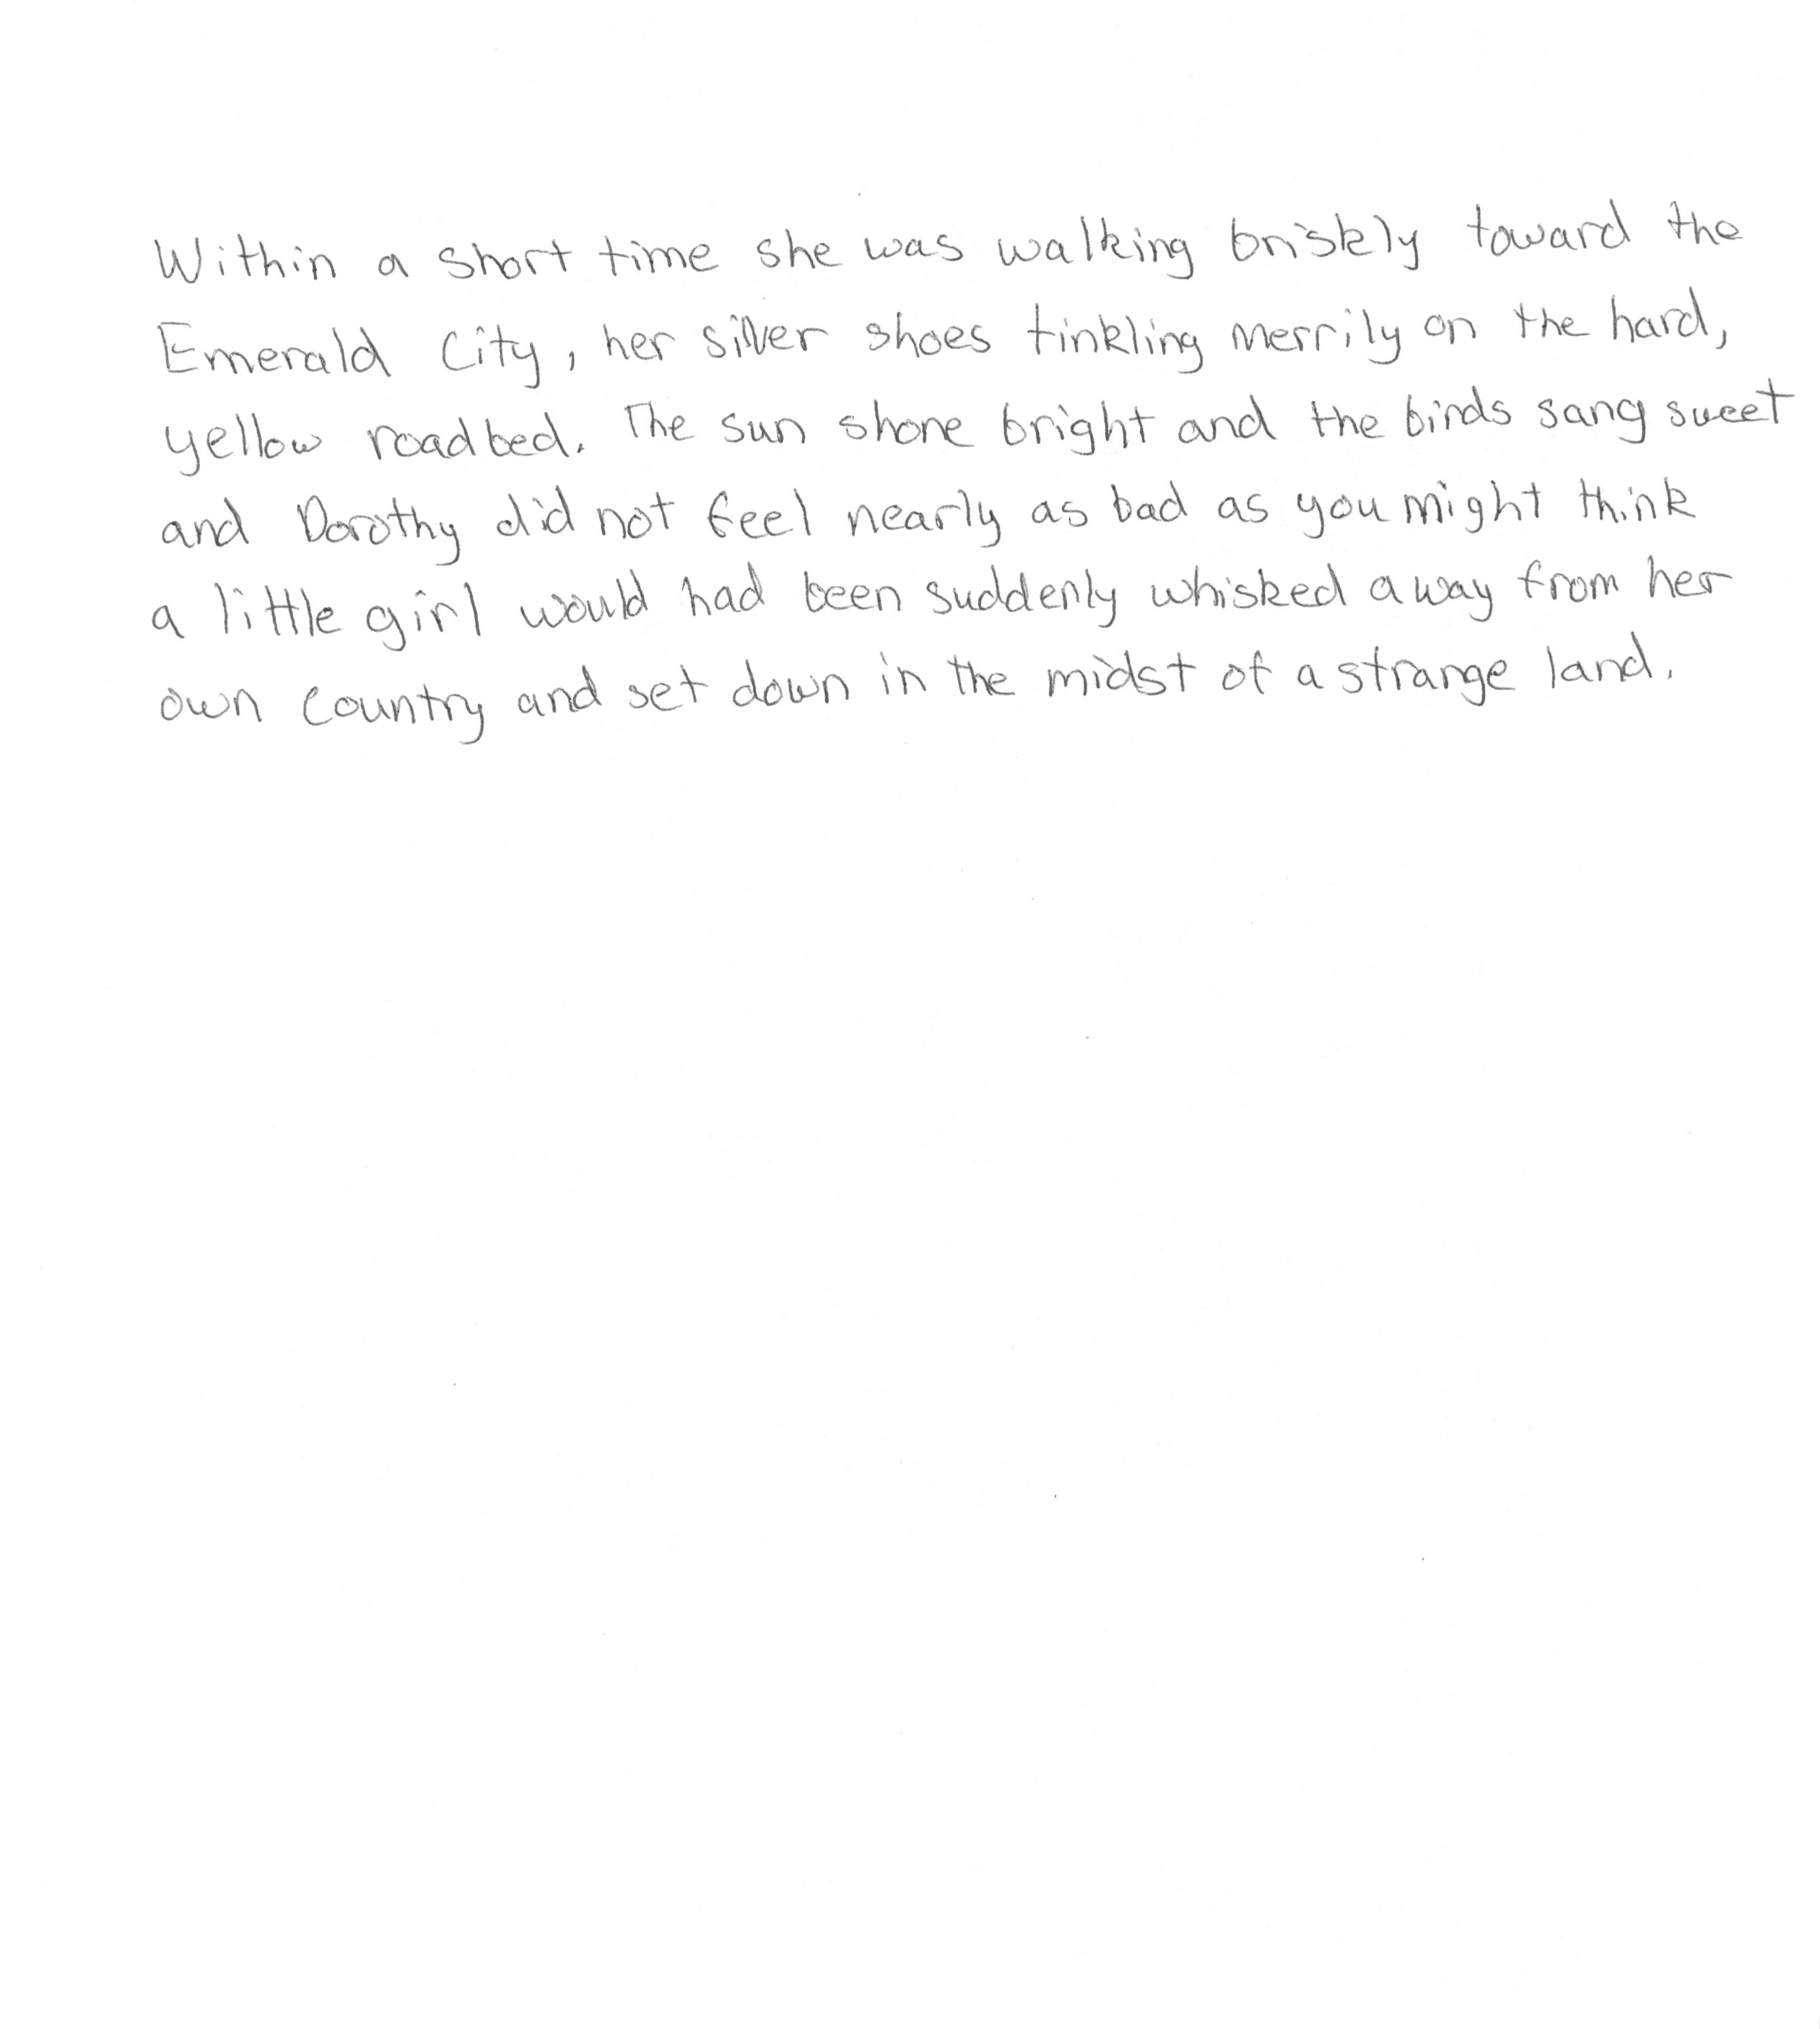 Within a short time she was walking briskly toward the
Emerald City, her silver shoes tinkling merrily on the hard,
yellow roadbed. The sun shone bright and the birds sang sweet
and Dorothy did not feel nearly as bad as you might think
a little girl would had been suddenly whisked away from her
own country and set down in the midst of a strange land.